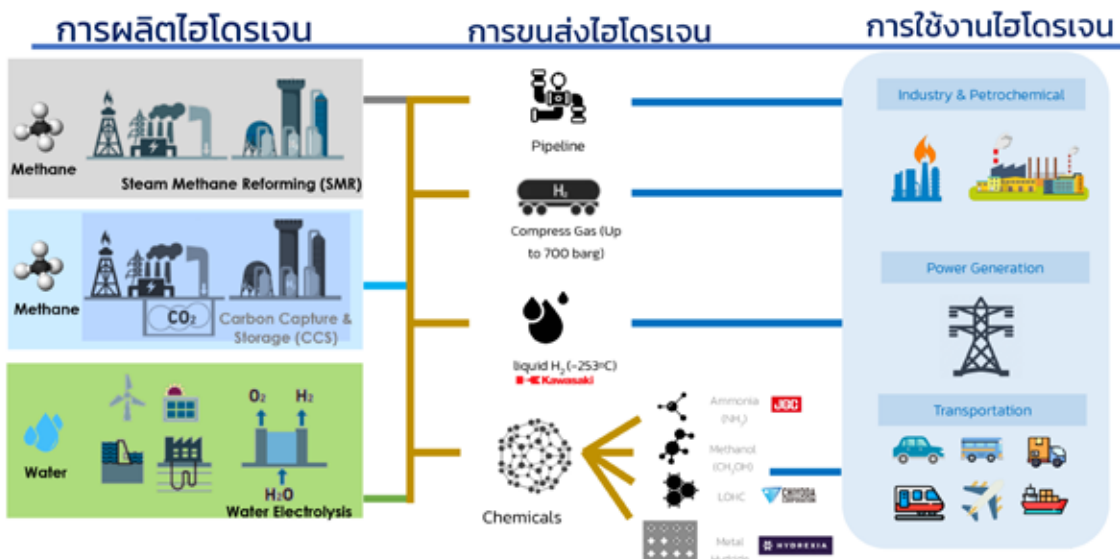 การผลิตไฮโดรเจน
การขนส่งไฮโดรเจน
การใช้งานไฮโดรเจน
Methane
Steam Methane Reforming (SMR)
Methane
CO₂
Carbon Capture &
Storage (CCS)
Water
O₂
H₂
H₂O
Water Electrolysis
Pipeline
H₂
Compress Gas (Up
to 700 barg)
liquid H₂ (-253ºC)
Kawasaki
Chemicals
Ammonia
(NH₃)
JGC
Methanol
(CH₃OH)
LOHC
CHIYODA
CORPORATION
Metal
HYDREXIA
Industry & Petrochemical
Power Generation
Transportation